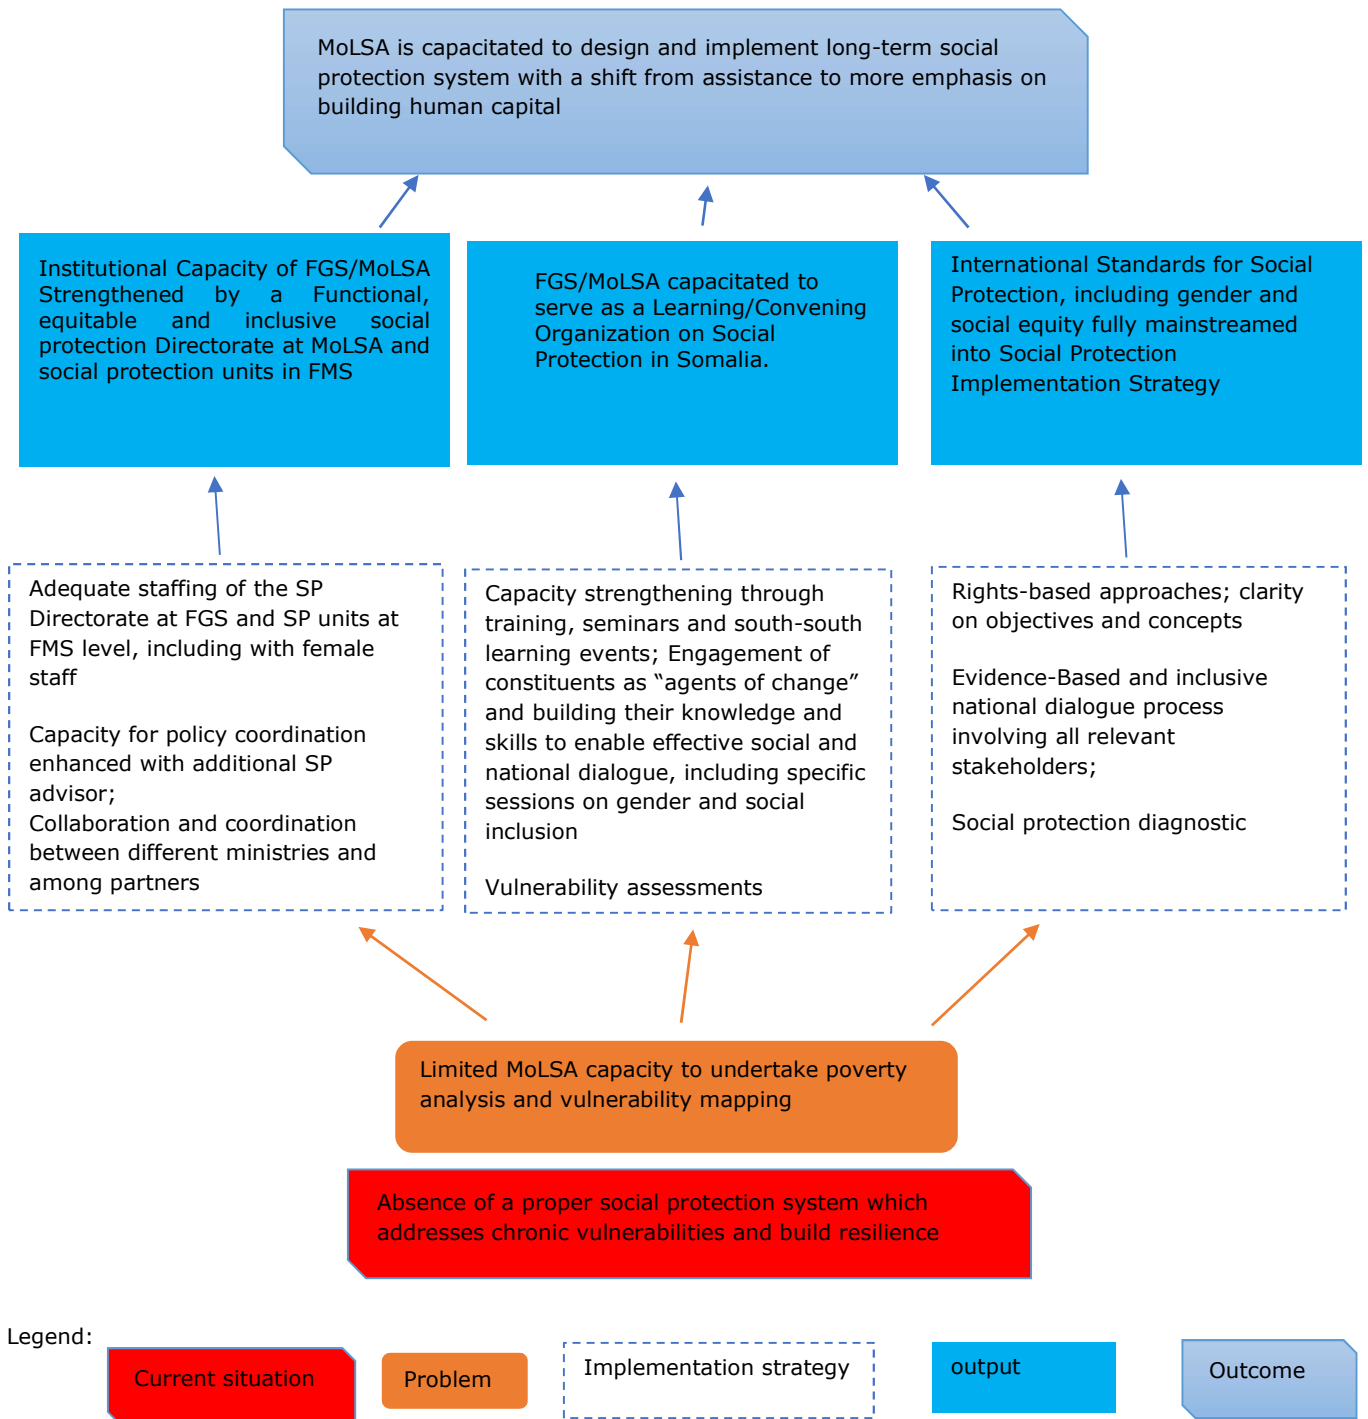 MoLSA is capacitated to design and implement long-term social
protection system with a shift from assistance to more emphasis on
building human capital
Institutional Capacity of FGS/MoLSA
Strengthened by a Functional,
equitable and inclusive social
protection Directorate at MoLSA and
social protection units in FMS
FGS/MoLSA capacitated to
serve as a Learning/Convening
Organization on Social
Protection in Somalia.
International Standards for Social
Protection, including gender and
social equity fully mainstreamed
into Social Protection
Implementation Strategy
Adequate staffing of the SP
Directorate at FGS and SP units at
FMS level, including with female
staff
Capacity for policy coordination
enhanced with additional SP
advisor;
Collaboration and coordination
between different ministries and
among partners
Capacity strengthening through
training, seminars and south-south
learning events; Engagement of
constituents as “agents of change”
and building their knowledge and
skills to enable effective social and
national dialogue, including specific
sessions on gender and social
inclusion
Vulnerability assessments
Rights-based approaches; clarity
on objectives and concepts
Evidence-Based and inclusive
national dialogue process
involving all relevant
stakeholders;
Social protection diagnostic
Limited MoLSA capacity to undertake poverty
analysis and vulnerability mapping
Absence of a proper social protection system which
addresses chronic vulnerabilities and build resilience
Legend:
Current situation
Problem
Implementation strategy
output
Outcome